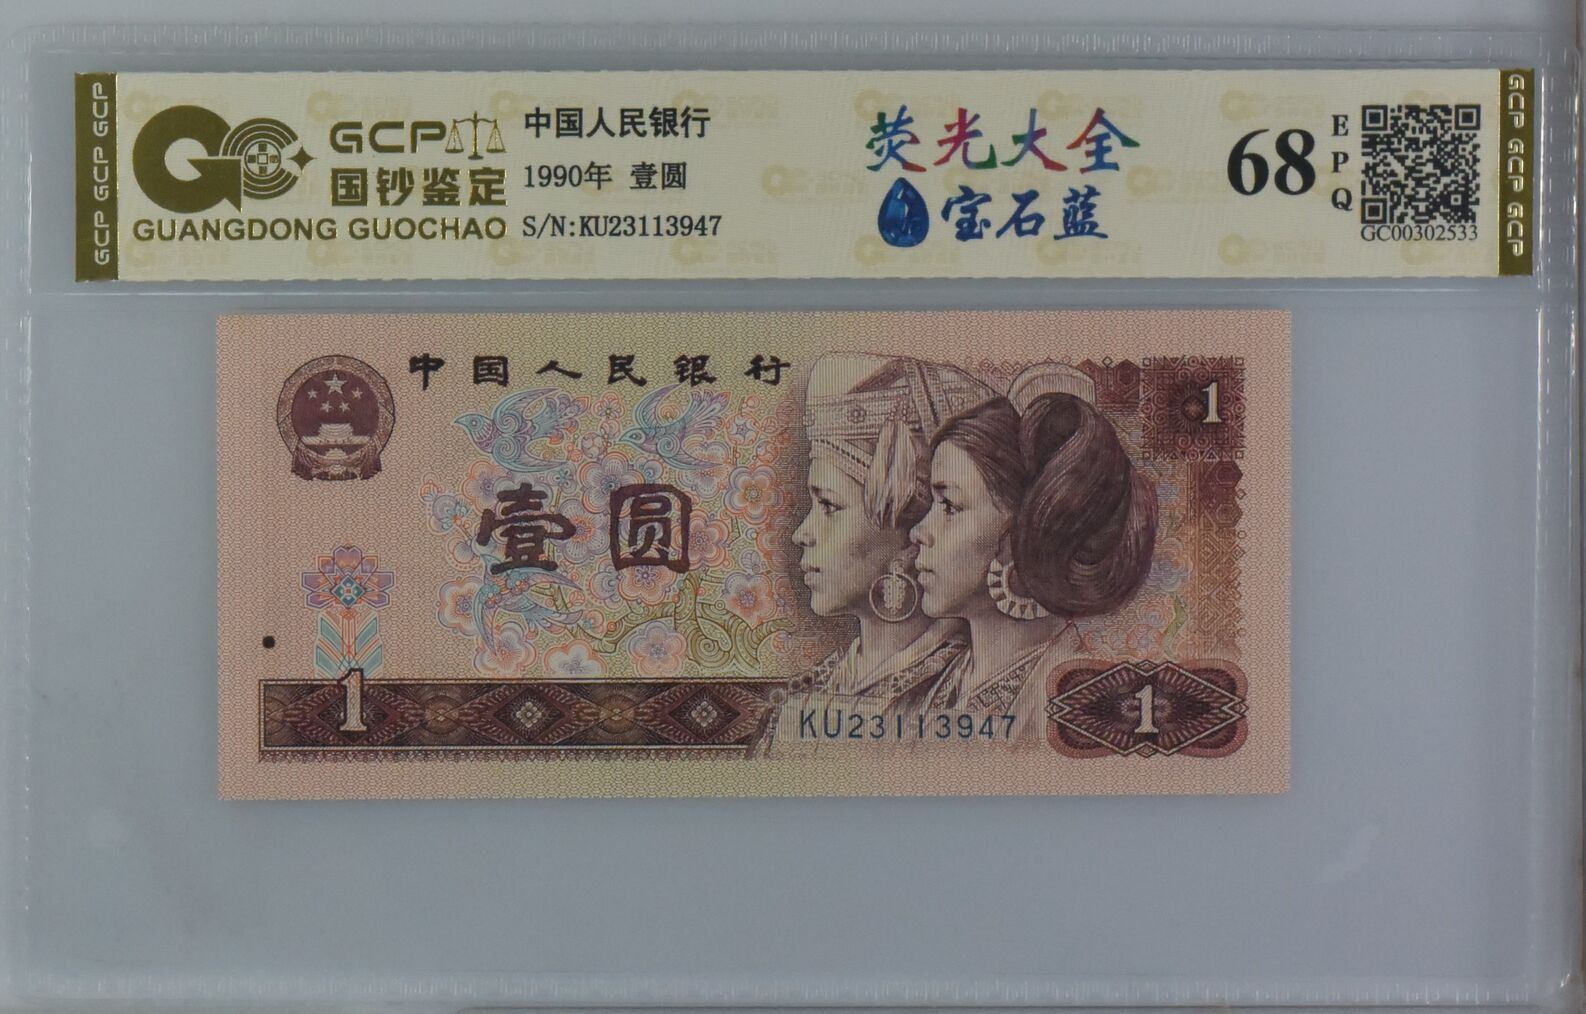 GCP GCP GCP
GCP
国钞鉴定
GUANGDONG GUOCHAO
中国人民银行
1990年 壹圆
S/N:KU23113947
荧光大全
宝石蓝
68
EPQ
GC00302533
GCP GCP GCP
中国人民银行
1
壹圆
1
KU23113947
1